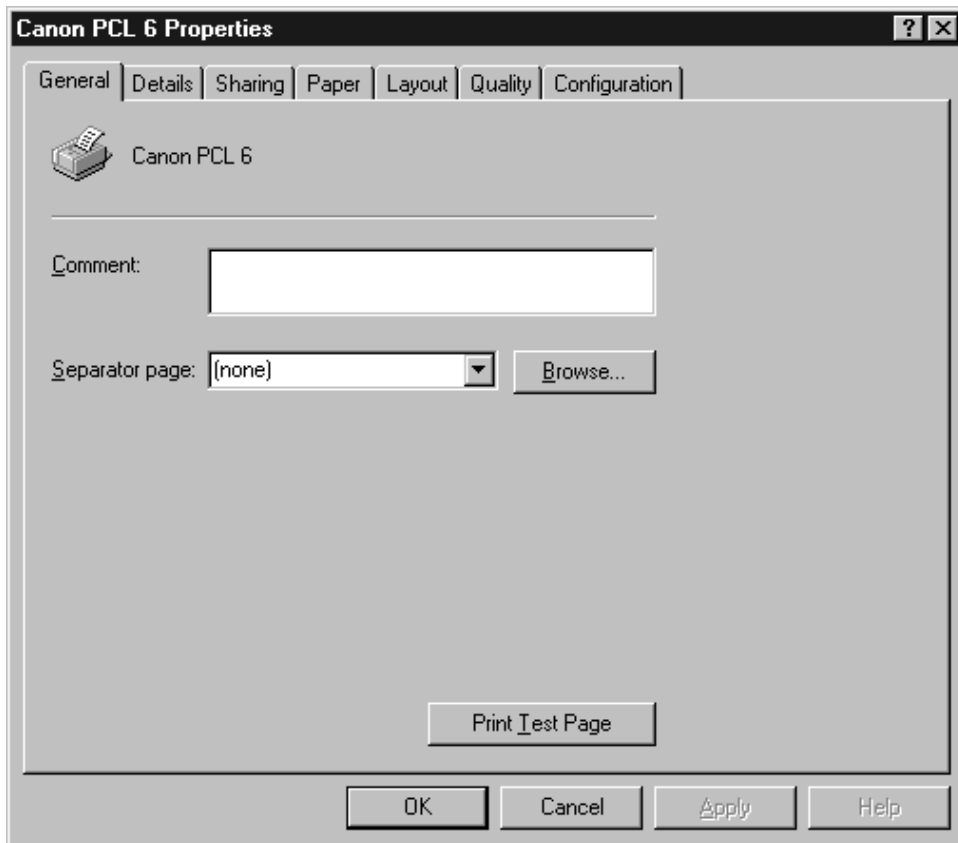 Canon PCL 6 Properties
General Details Sharing Paper Layout Quality Configuration
Canon PCL 6
Comment:
Separator page: (none) Browse...
Print Test Page
OK Cancel Apply Help